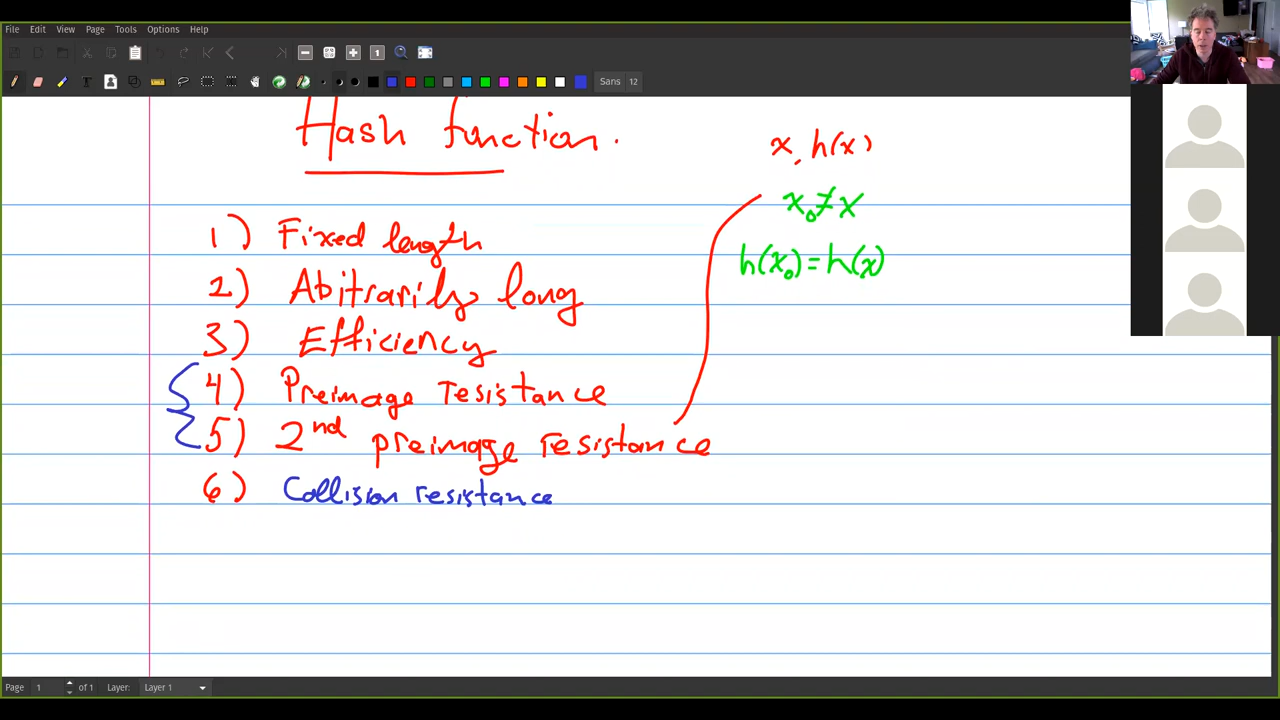 File Edit View Page Tools Options Help
Sans 12
Hash function.
x, h(x)
x₀ ≠ x
h(x₀) = h(x)
1) Fixed length
2) Abitrarily long
3) Efficiency
4) Preimage resistance
5) 2nd preimage resistance
6) Collision resistance
Page 1 of 1 Layer: Layer 1